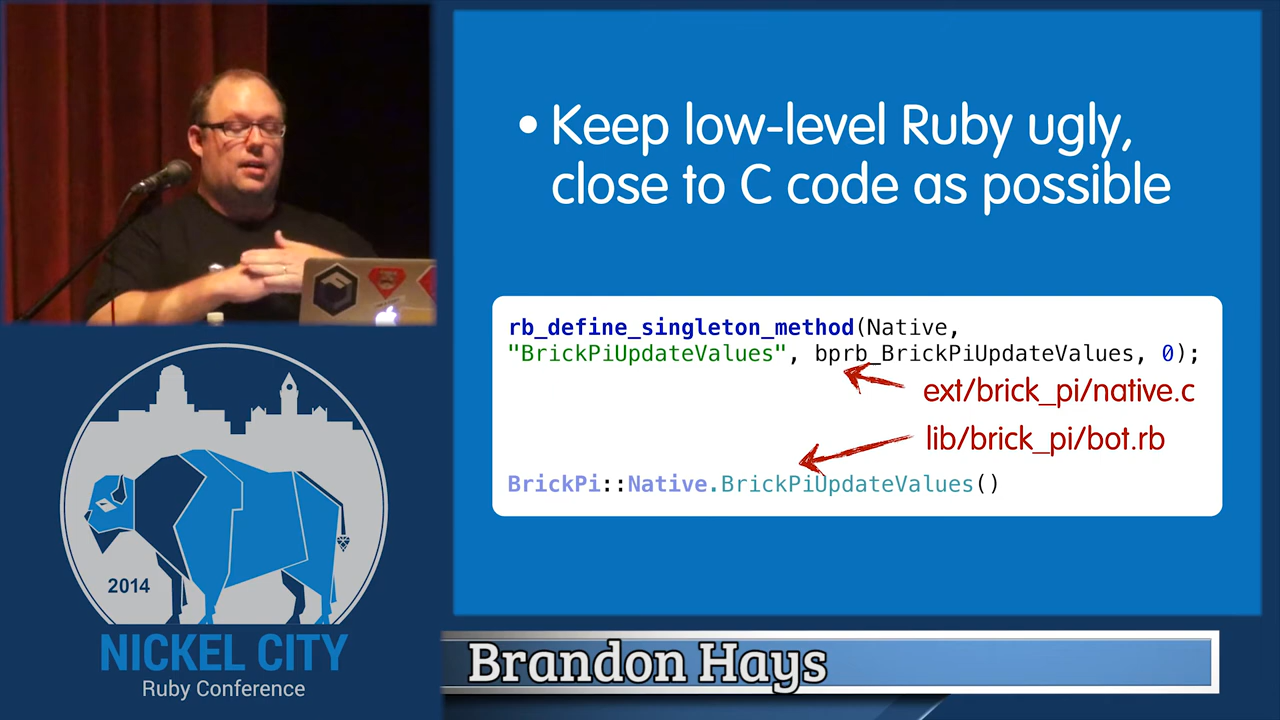 • Keep low-level Ruby ugly,
close to C code as possible
rb_define_singleton_method(Native,
"BrickPiUpdateValues", bprb_BrickPiUpdateValues, 0);
ext/brick_pi/native.c
lib/brick_pi/bot.rb
BrickPi::Native.BrickPiUpdateValues()
2014
NICKEL CITY
Ruby Conference
Brandon Hays